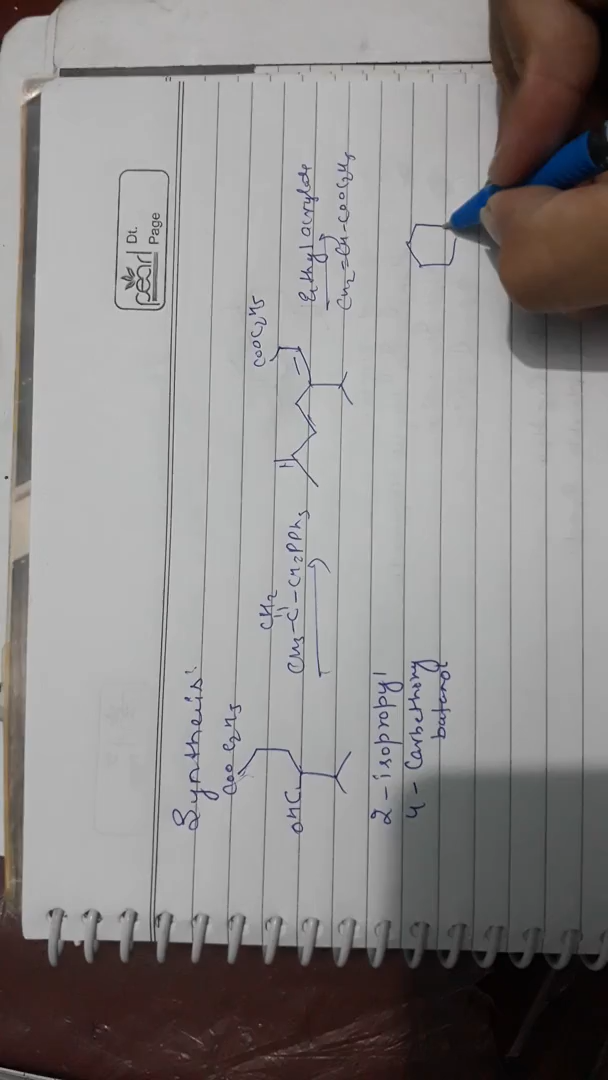 pearl
Dt.
Page
Synthesis:
COOC2H5
OHC
CH2
CH3-C-CH2PPh3
COOC2H5
Ethyl acrylate
CH2=CH-COOC2H5
2-isopropyl
4-Carbethoxy